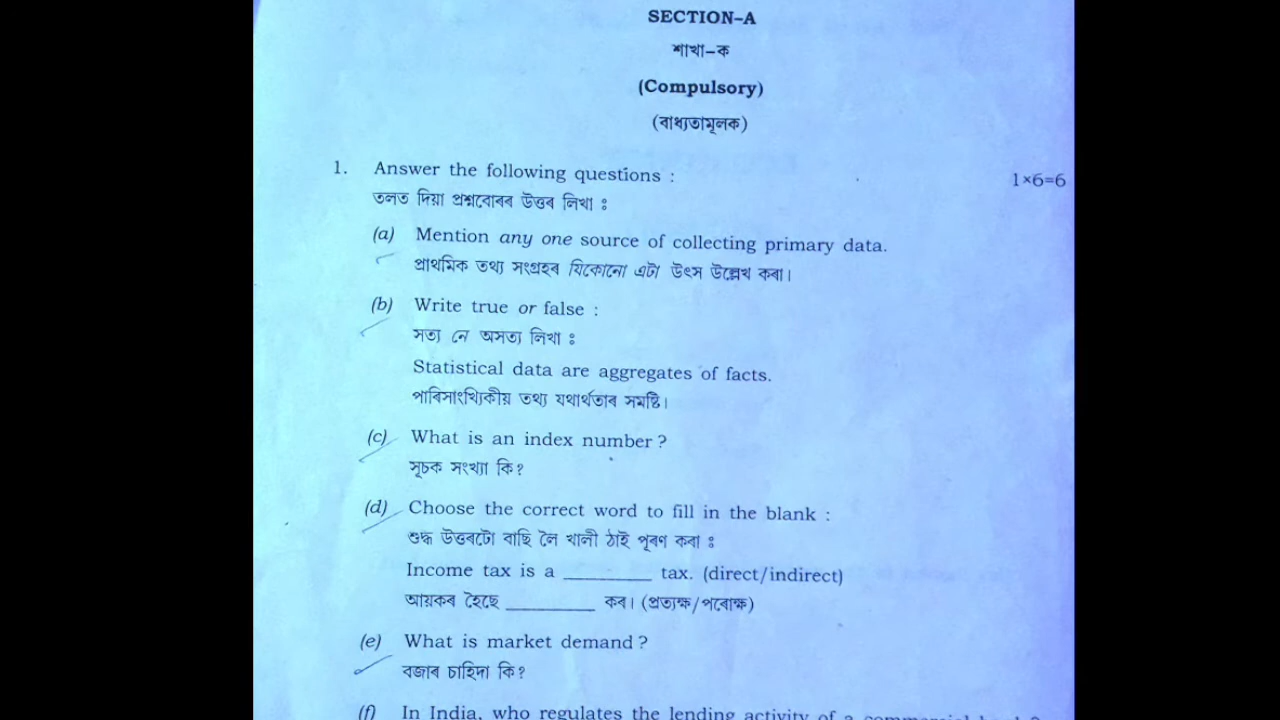 SECTION–A
শাখা–ক
(Compulsory)
(বাধ্যতামূলক)
1. Answer the following questions : 1×6=6
তলত দিয়া প্ৰশ্নবোৰৰ উত্তৰ লিখা ঃ
(a) Mention any one source of collecting primary data.
প্ৰাথমিক তথ্য সংগ্ৰহৰ যিকোনো এটা উৎস উল্লেখ কৰা।
(b) Write true or false :
সত্য নে অসত্য লিখা ঃ
Statistical data are aggregates of facts.
পাৰিসাংখ্যিকীয় তথ্য যথাৰ্থতাৰ সমষ্টি।
(c) What is an index number ?
সূচক সংখ্যা কি?
(d) Choose the correct word to fill in the blank :
শুদ্ধ উত্তৰটো বাছি লৈ খালী ঠাই পূৰণ কৰা ঃ
Income tax is a ________ tax. (direct/indirect)
আয়কৰ হৈছে ________ কৰ। (প্ৰত্যক্ষ/পৰোক্ষ)
(e) What is market demand ?
বজাৰ চাহিদা কি?
(f) In India, who regulates the lending activity of a commercial bank ?